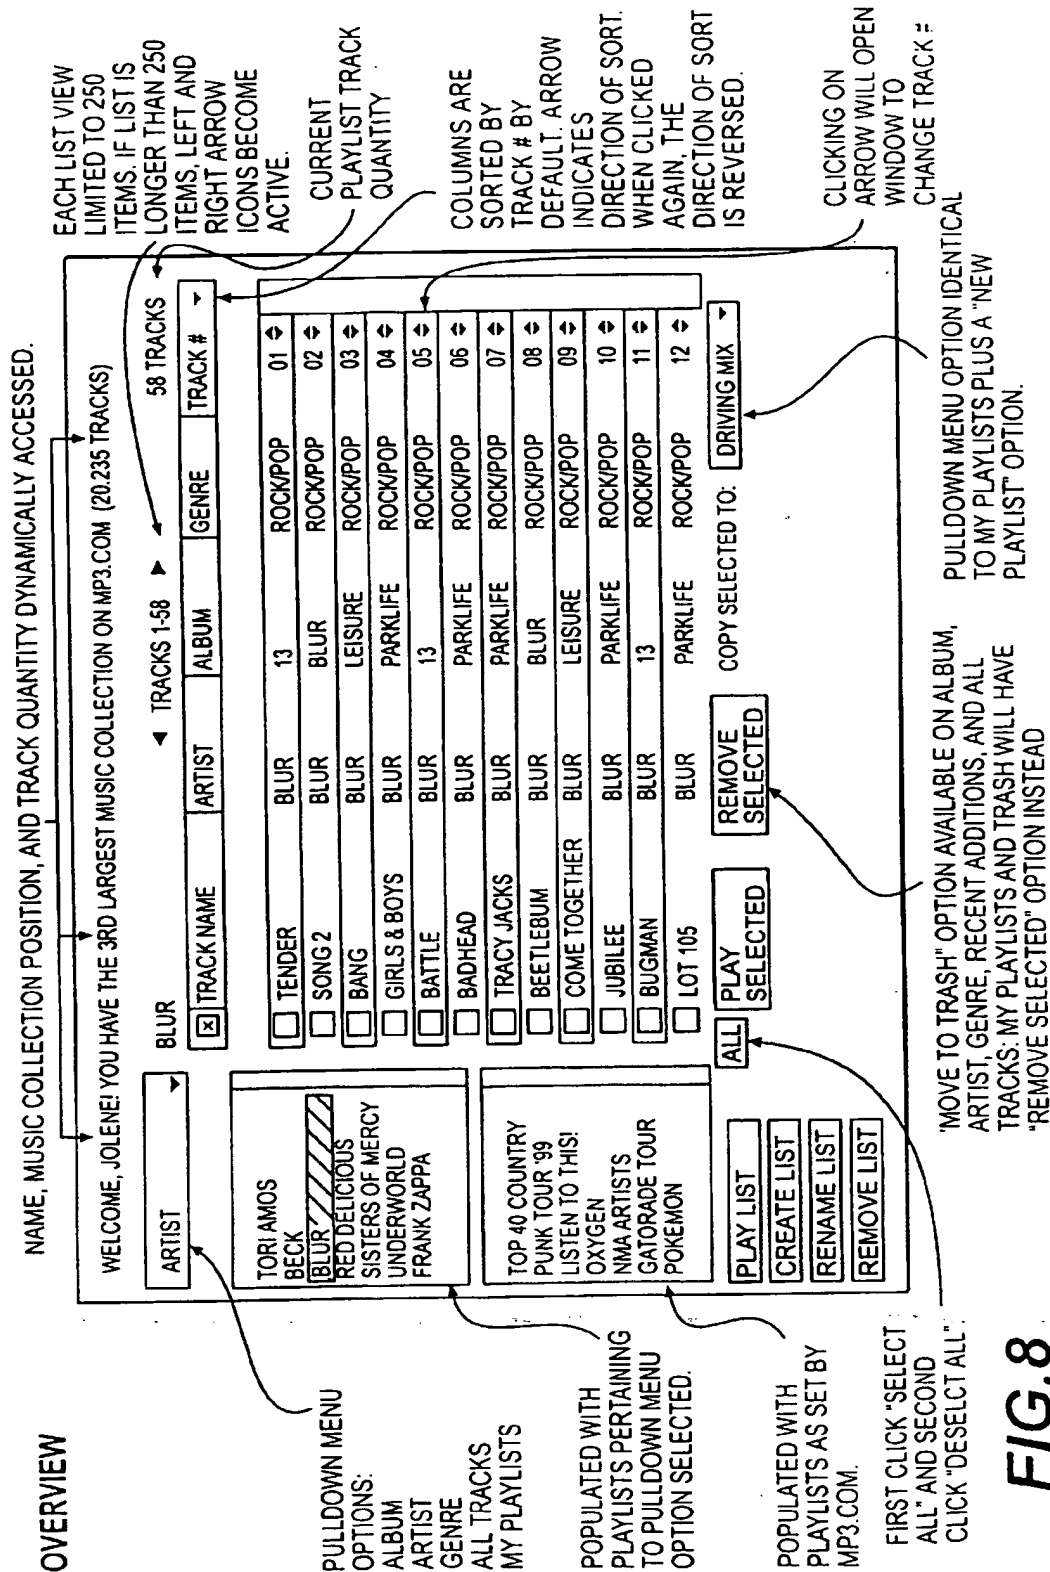 OVERVIEW
NAME, MUSIC COLLECTION POSITION, AND TRACK QUANTITY DYNAMICALLY ACCESSED.
WELCOME, JOLENE! YOU HAVE THE 3RD LARGEST MUSIC COLLECTION ON MP3.COM (20.235 TRACKS)
ARTIST
BLUR
TRACKS 1-58
58 TRACKS
X TRACK NAME ARTIST ALBUM GENRE TRACK #
TENDER BLUR 13 ROCK/POP 01
SONG 2 BLUR BLUR ROCK/POP 02
BANG BLUR LEISURE ROCK/POP 03
GIRLS & BOYS BLUR PARKLIFE ROCK/POP 04
BATTLE BLUR 13 ROCK/POP 05
BADHEAD BLUR PARKLIFE ROCK/POP 06
TRACY JACKS BLUR PARKLIFE ROCK/POP 07
BEETLEBUM BLUR BLUR ROCK/POP 08
COME TOGETHER BLUR LEISURE ROCK/POP 09
JUBILEE BLUR PARKLIFE ROCK/POP 10
BUGMAN BLUR 13 ROCK/POP 11
LOT 105 BLUR PARKLIFE ROCK/POP 12
TORI AMOS
BECK
BLUR
RED DELICIOUS
SISTERS OF MERCY
UNDERWORLD
FRANK ZAPPA
TOP 40 COUNTRY
PUNK TOUR '99
LISTEN TO THIS!
OXYGEN
NMA ARTISTS
GATORADE TOUR
POKEMON
PLAY LIST
CREATE LIST
RENAME LIST
REMOVE LIST
ALL
PLAY
SELECTED
REMOVE
SELECTED
COPY SELECTED TO:
DRIVING MIX
PULLDOWN MENU
OPTIONS:
ALBUM
ARTIST
GENRE
ALL TRACKS
MY PLAYLISTS
POPULATED WITH
PLAYLISTS PERTAINING
TO PULLDOWN MENU
OPTION SELECTED.
POPULATED WITH
PLAYLISTS AS SET BY
MP3.COM.
FIRST CLICK "SELECT
ALL" AND SECOND
CLICK "DESELCT ALL".
EACH LIST VIEW
LIMITED TO 250
ITEMS. IF LIST IS
LONGER THAN 250
ITEMS, LEFT AND
RIGHT ARROW
ICONS BECOME
ACTIVE.
CURRENT
PLAYLIST TRACK
QUANTITY
COLUMNS ARE
SORTED BY
TRACK # BY
DEFAULT. ARROW
INDICATES
DIRECTION OF SORT.
WHEN CLICKED
AGAIN, THE
DIRECTION OF SORT
IS REVERSED.
CLICKING ON
ARROW WILL OPEN
WINDOW TO
CHANGE TRACK #
PULLDOWN MENU OPTION IDENTICAL
TO MY PLAYLISTS PLUS A "NEW
PLAYLIST" OPTION.
"MOVE TO TRASH" OPTION AVAILABLE ON ALBUM,
ARTIST, GENRE, RECENT ADDITIONS, AND ALL
TRACKS: MY PLAYLISTS AND TRASH WILL HAVE
"REMOVE SELECTED" OPTION INSTEAD
FIG.8